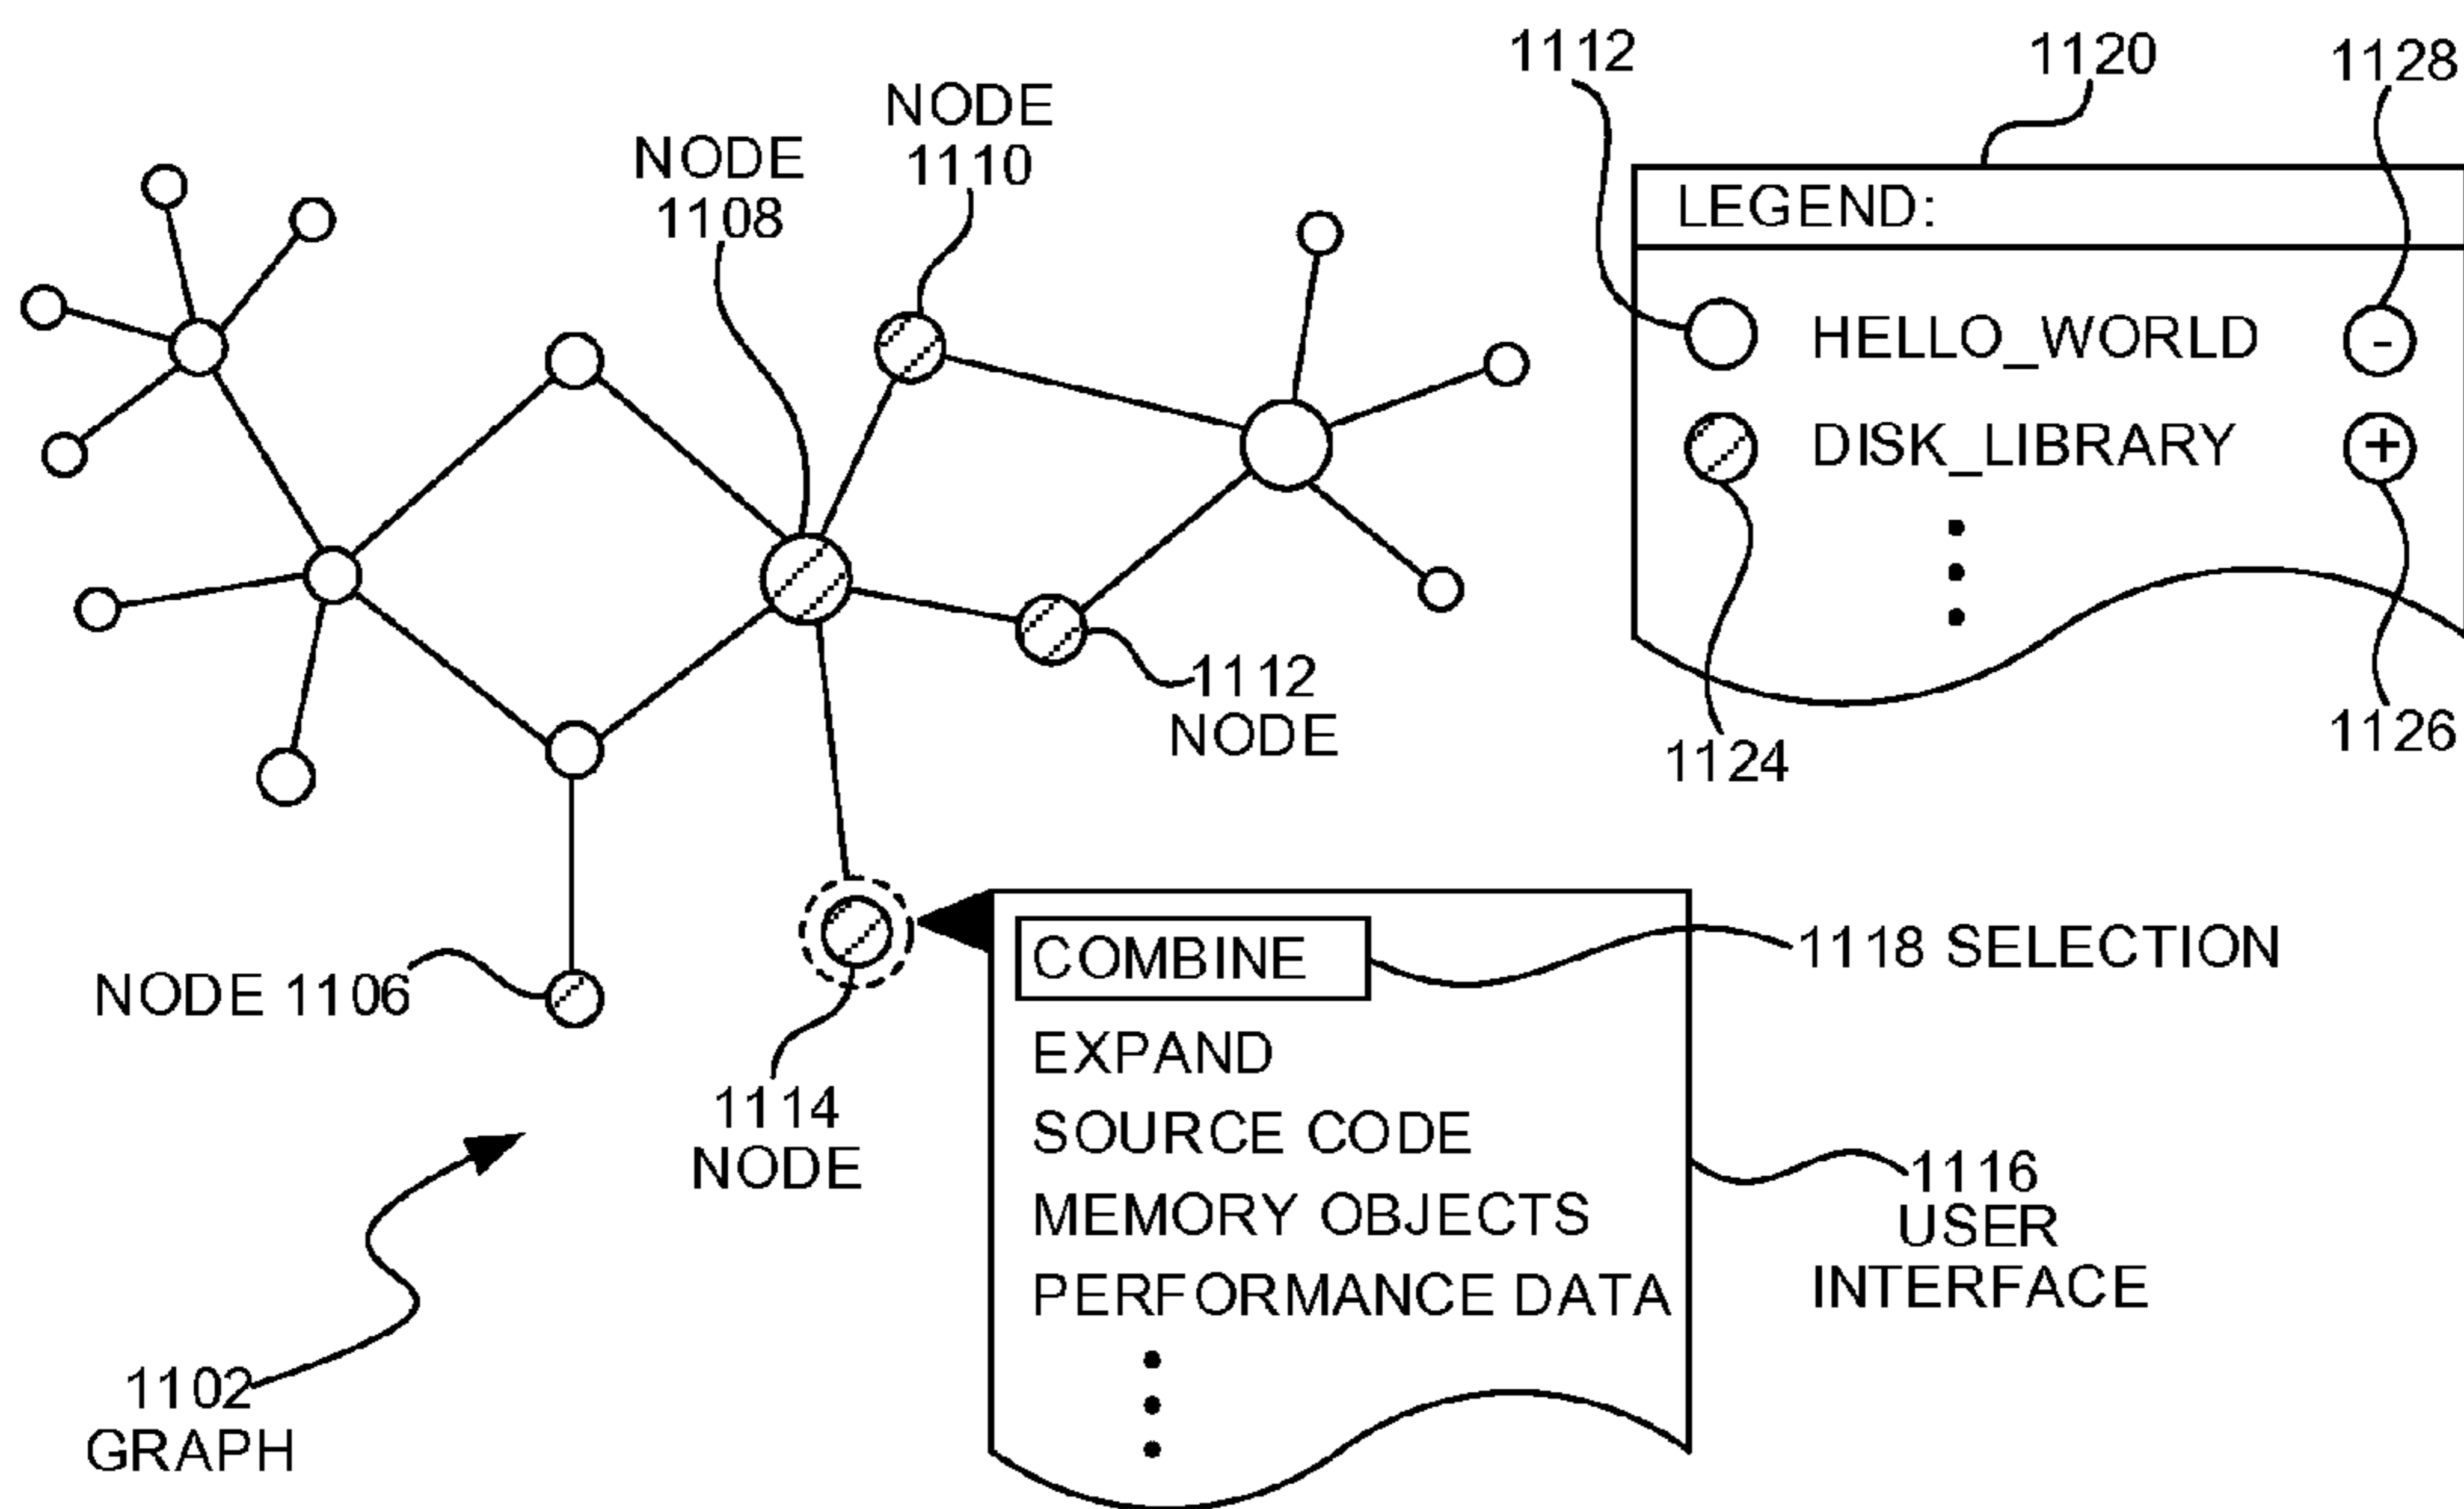 1112
1120
1128
NODE
1110
NODE
1108
LEGEND:
HELLO_WORLD
-
DISK_LIBRARY
+
1112
NODE
1124
1126
COMBINE
1118 SELECTION
NODE 1106
EXPAND
1114
NODE
SOURCE CODE
1116
USER
INTERFACE
MEMORY OBJECTS
PERFORMANCE DATA
1102
GRAPH